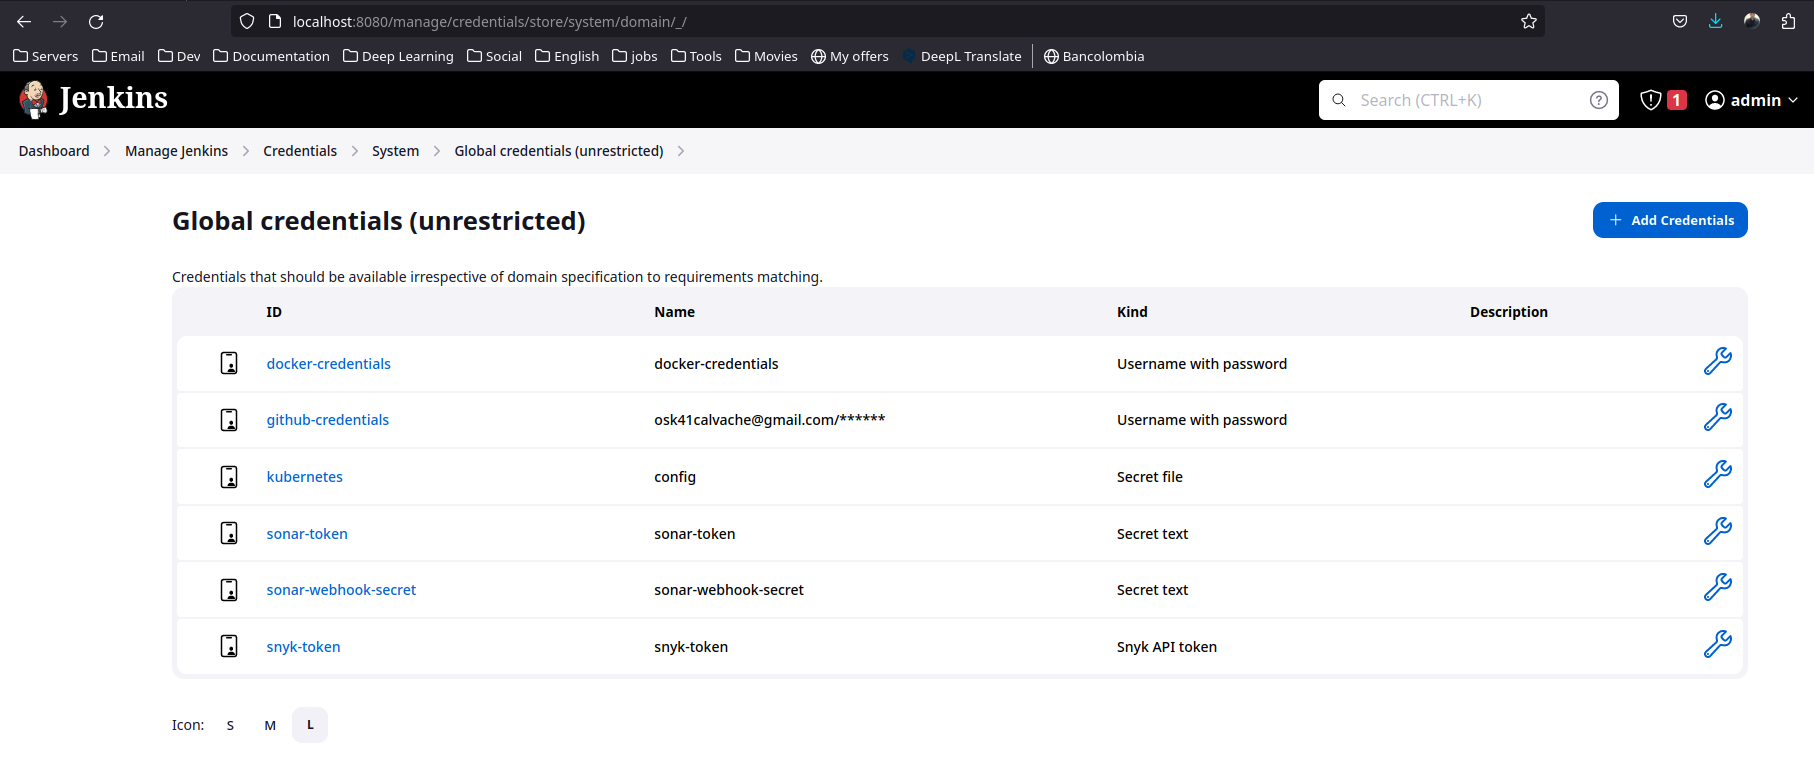 localhost:8080/manage/credentials/store/system/domain/_/
Servers Email Dev Documentation Deep Learning Social English jobs Tools Movies My offers DeepL Translate Bancolombia
Jenkins Search (CTRL+K) ? 1 admin
Dashboard > Manage Jenkins > Credentials > System > Global credentials (unrestricted) >
Global credentials (unrestricted) + Add Credentials
Credentials that should be available irrespective of domain specification to requirements matching.
ID Name Kind Description
docker-credentials docker-credentials Username with password
github-credentials osk41calvache@gmail.com/****** Username with password
kubernetes config Secret file
sonar-token sonar-token Secret text
sonar-webhook-secret sonar-webhook-secret Secret text
snyk-token snyk-token Snyk API token
Icon: S M L